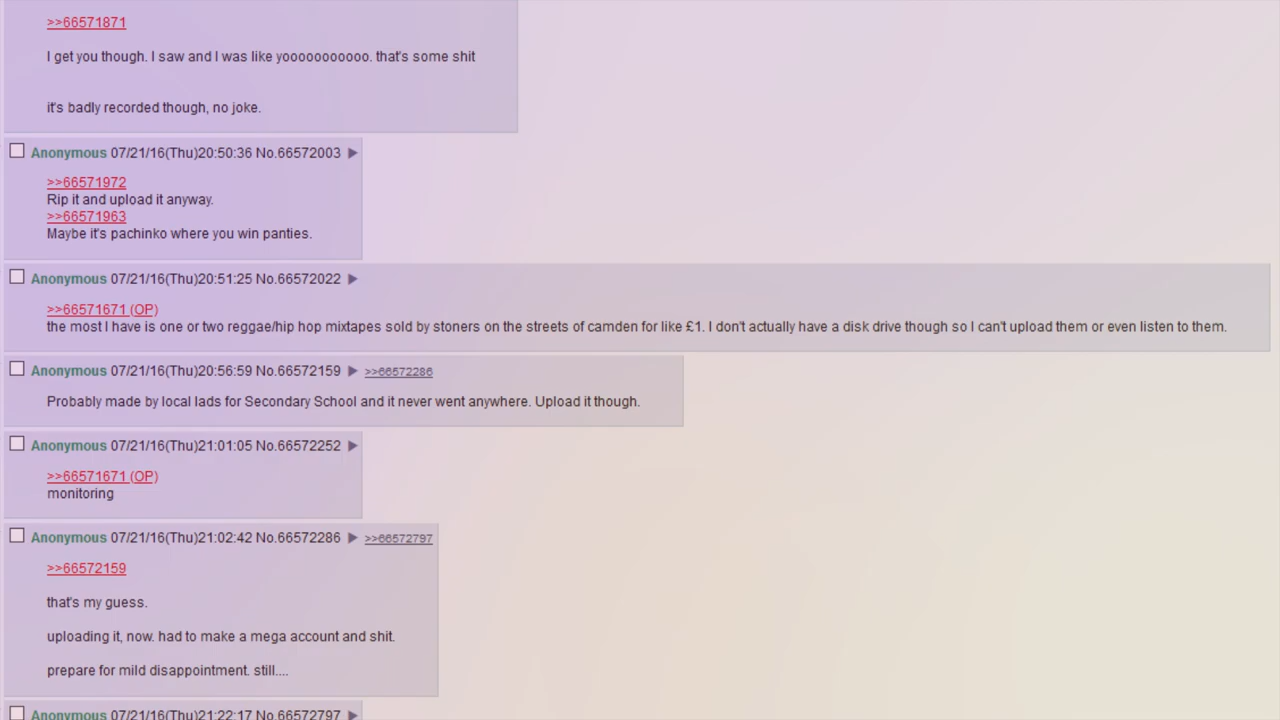 >>66571871
I get you though. I saw and I was like yooooooooooo. that's some shit
it's badly recorded though, no joke.
Anonymous 07/21/16(Thu)20:50:36 No.66572003 ▶
>>66571972
Rip it and upload it anyway.
>>66571963
Maybe it's pachinko where you win panties.
Anonymous 07/21/16(Thu)20:51:25 No.66572022 ▶
>>66571671 (OP)
the most I have is one or two reggae/hip hop mixtapes sold by stoners on the streets of camden for like £1. I don't actually have a disk drive though so I can't upload them or even listen to them.
Anonymous 07/21/16(Thu)20:56:59 No.66572159 ▶ >>66572286
Probably made by local lads for Secondary School and it never went anywhere. Upload it though.
Anonymous 07/21/16(Thu)21:01:05 No.66572252 ▶
>>66571671 (OP)
monitoring
Anonymous 07/21/16(Thu)21:02:42 No.66572286 ▶ >>66572797
>>66572159
that's my guess.
uploading it, now. had to make a mega account and shit.
prepare for mild disappointment. still....
Anonymous 07/21/16(Thu)21:22:17 No.66572797 ▶